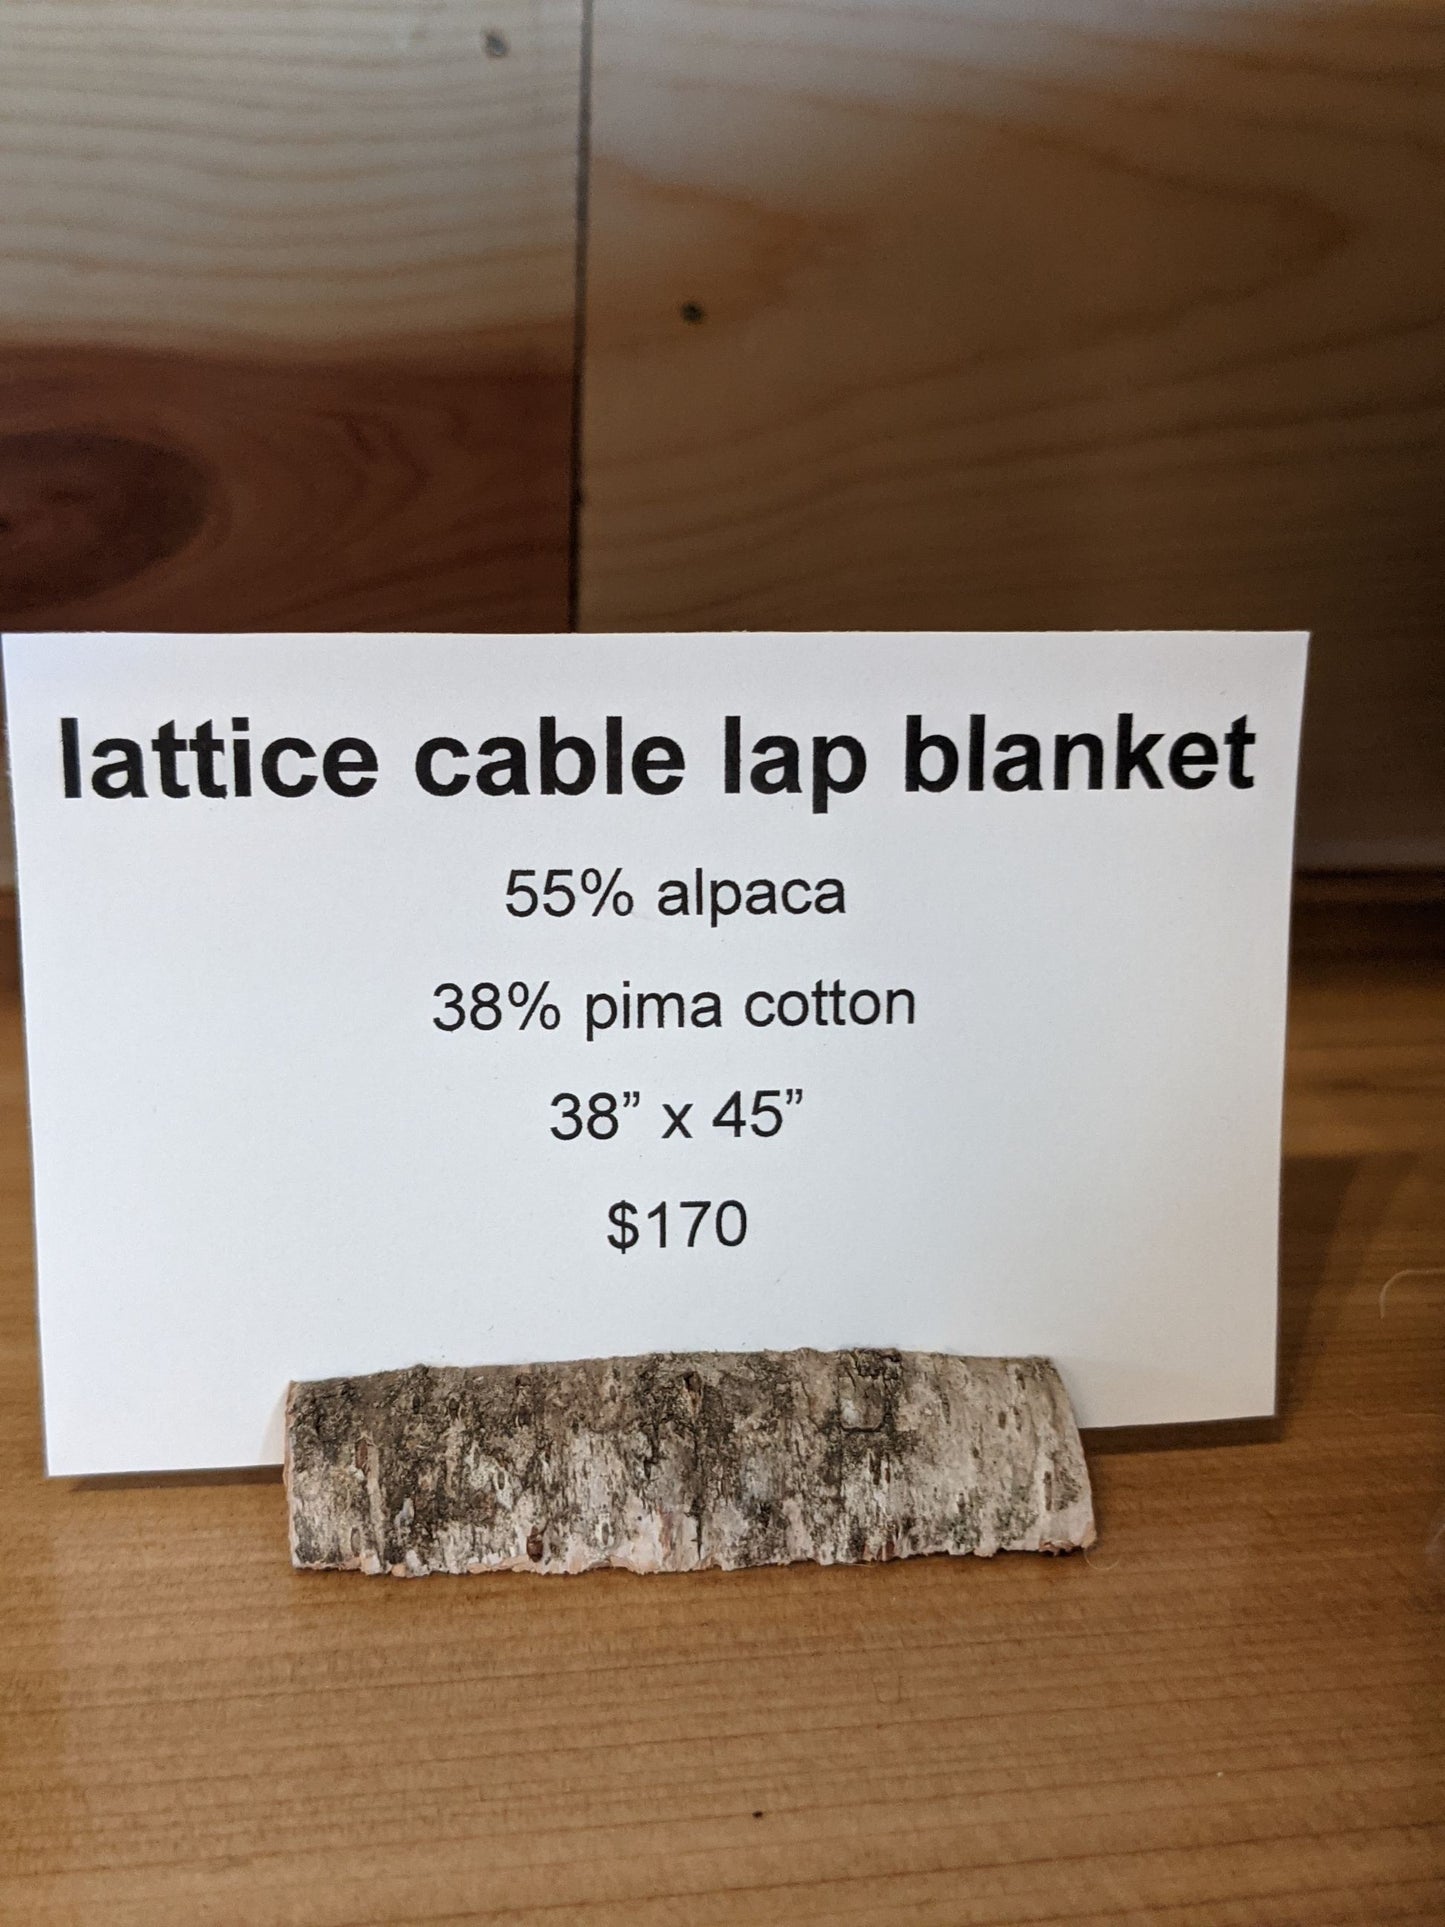 lattice cable lap blanket
55% alpaca
38% pima cotton
38” x 45”
$170